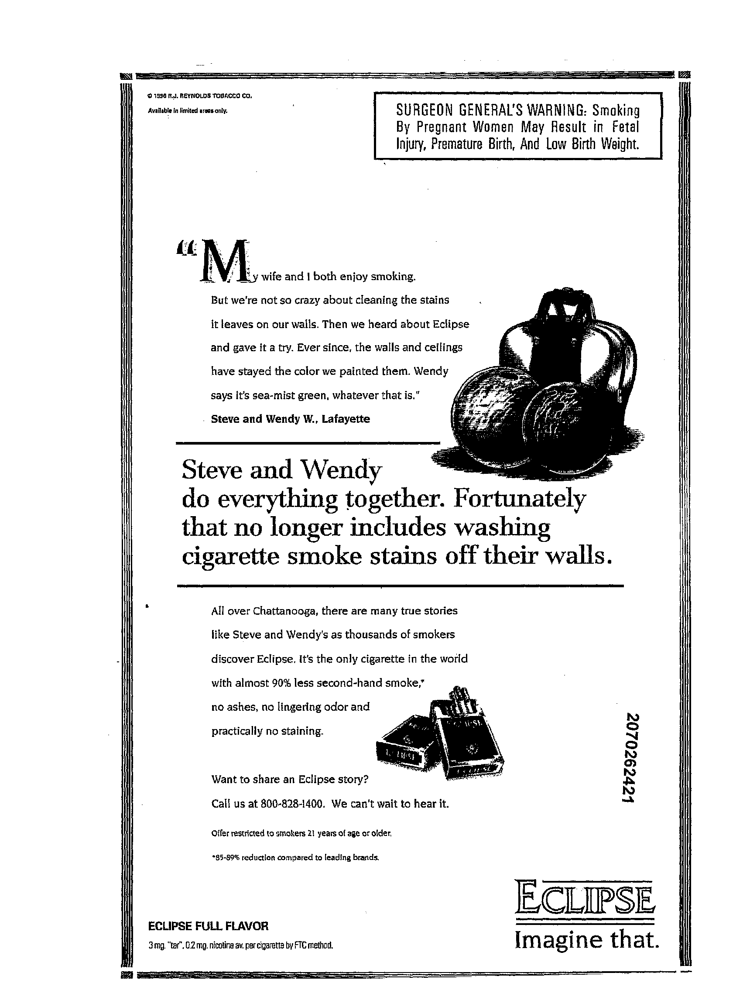 © 1996 R.J. REYNOLDS TOBACCO CO.
Available in limited areas only.
SURGEON GENERAL'S WARNING: Smoking
By Pregnant Women May Result in Fetal
Injury, Premature Birth, And Low Birth Weight.
“My wife and I both enjoy smoking.
But we're not so crazy about cleaning the stains
it leaves on our walls. Then we heard about Eclipse
and gave it a try. Ever since, the walls and ceilings
have stayed the color we painted them. Wendy
says it's sea-mist green, whatever that is."
Steve and Wendy W., Lafayette
Steve and Wendy
do everything together. Fortunately
that no longer includes washing
cigarette smoke stains off their walls.
All over Chattanooga, there are many true stories
like Steve and Wendy's as thousands of smokers
discover Eclipse. It's the only cigarette in the world
with almost 90% less second-hand smoke,*
no ashes, no lingering odor and
practically no staining.
ECLIPSE
ECLIPSE
Want to share an Eclipse story?
Call us at 800-828-1400. We can't wait to hear it.
Offer restricted to smokers 21 years of age or older.
*85-89% reduction compared to leading brands.
2070262421
ECLIPSE
Imagine that.
ECLIPSE FULL FLAVOR
3 mg. "tar", 0.2 mg. nicotine av. per cigarette by FTC method.